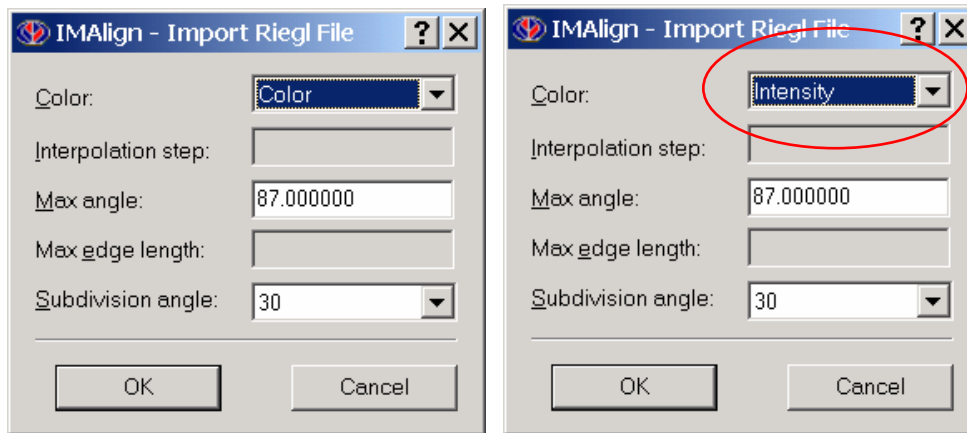 IMAlign - Import Riegl File
Color: Color
Interpolation step:
Max angle: 87.000000
Max edge length:
Subdivision angle: 30
OK Cancel
IMAlign - Import Riegl File
Color: Intensity
Interpolation step:
Max angle: 87.000000
Max edge length:
Subdivision angle: 30
OK Cancel